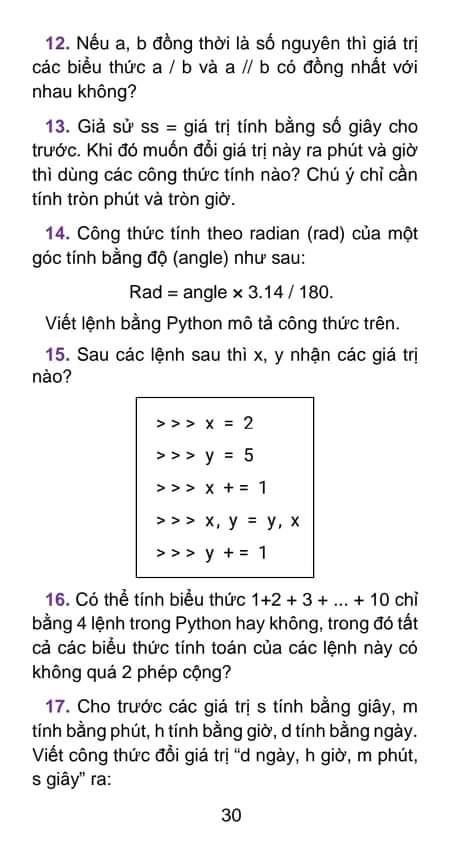 12. Nếu a, b đồng thời là số nguyên thì giá trị
các biểu thức a / b và a // b có đồng nhất với
nhau không?
13. Giả sử ss = giá trị tính bằng số giây cho
trước. Khi đó muốn đổi giá trị này ra phút và giờ
thì dùng các công thức tính nào? Chú ý chỉ cần
tính tròn phút và tròn giờ.
14. Công thức tính theo radian (rad) của một
góc tính bằng độ (angle) như sau:
Rad = angle × 3.14 / 180.
Viết lệnh bằng Python mô tả công thức trên.
15. Sau các lệnh sau thì x, y nhận các giá trị
nào?
>>> x = 2
>>> y = 5
>>> x += 1
>>> x, y = y, x
>>> y += 1
16. Có thể tính biểu thức 1+2 + 3 + ... + 10 chỉ
bằng 4 lệnh trong Python hay không, trong đó tất
cả các biểu thức tính toán của các lệnh này có
không quá 2 phép cộng?
17. Cho trước các giá trị s tính bằng giây, m
tính bằng phút, h tính bằng giờ, d tính bằng ngày.
Viết công thức đổi giá trị “d ngày, h giờ, m phút,
s giây” ra:
30